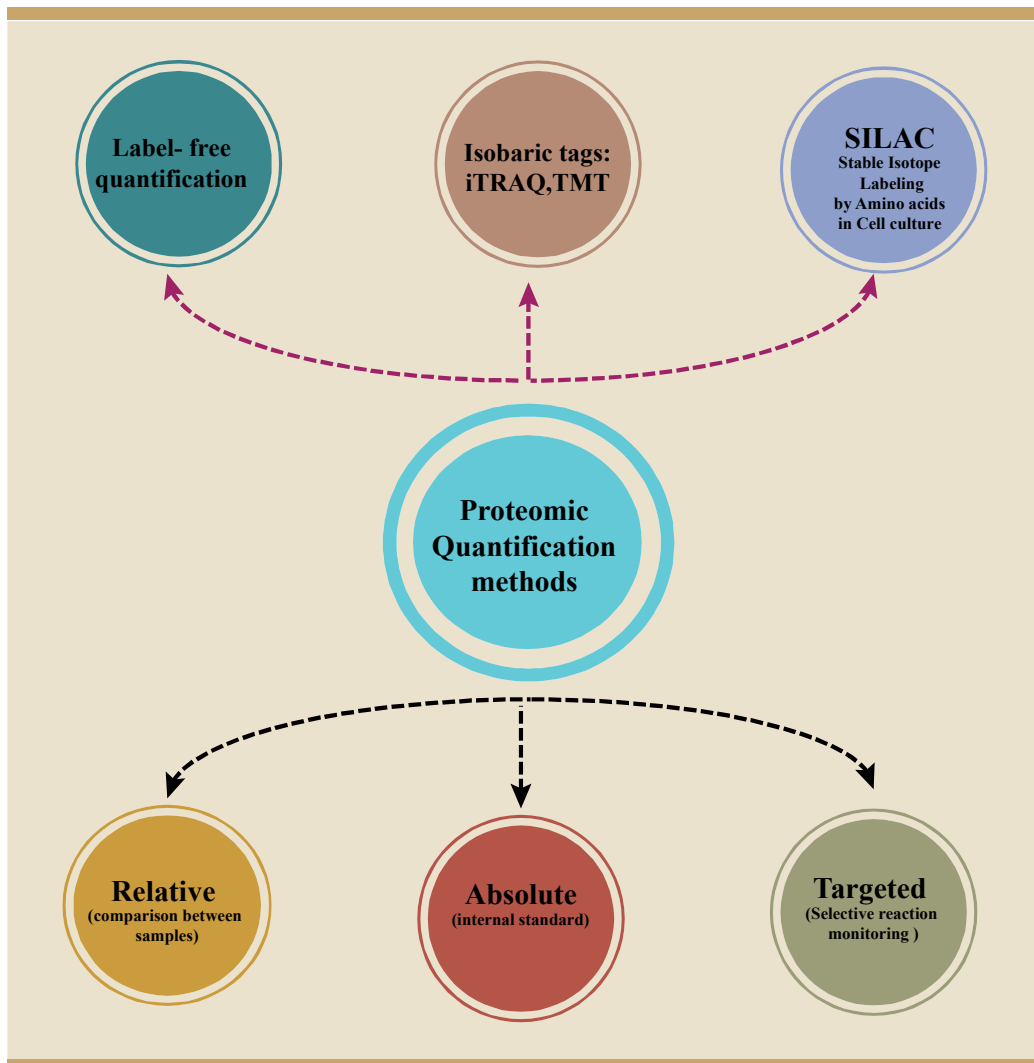 Label- free
quantification
Isobaric tags:
iTRAQ,TMT
SILAC
Stable Isotope
Labeling
by Amino acids
in Cell culture
Proteomic
Quantification
methods
Relative
(comparison between
samples)
Absolute
(internal standard)
Targeted
(Selective reaction
monitoring )